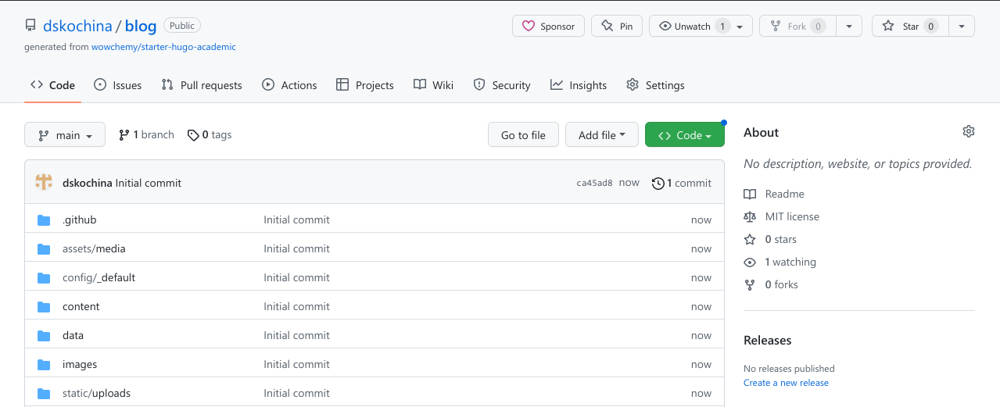 dskochina / blog Public
Sponsor Pin Unwatch 1 Fork 0 Star 0
generated from wowchemy/starter-hugo-academic
Code Issues Pull requests Actions Projects Wiki Security Insights Settings
main 1 branch 0 tags Go to file Add file Code
dskochina Initial commit ca45ad8 now 1 commit
.github Initial commit now
assets/media Initial commit now
config/_default Initial commit now
content Initial commit now
data Initial commit now
images Initial commit now
static/uploads Initial commit now
About
No description, website, or topics provided.
Readme
MIT license
0 stars
1 watching
0 forks
Releases
No releases published
Create a new release